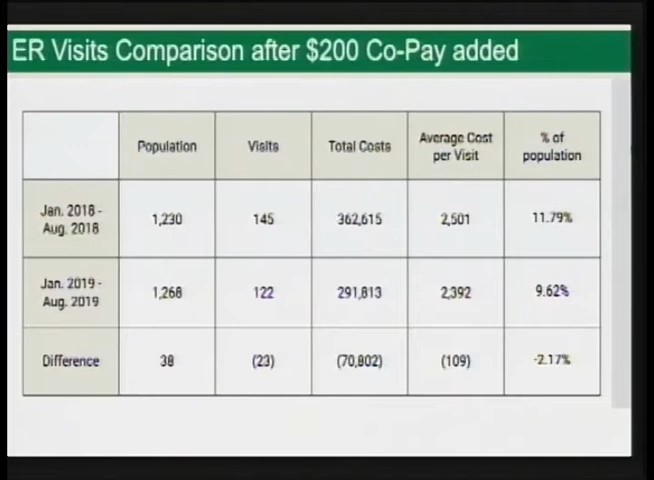 ER Visits Comparison after $200 Co-Pay added
Population Visits Total Costs Average Cost per Visit % of population
Jan. 2018 - Aug. 2018 1,230 145 362,615 2,501 11.79%
Jan. 2019 - Aug. 2019 1,268 122 291,813 2,392 9.62%
Difference 38 (23) (70,802) (109) -2.17%